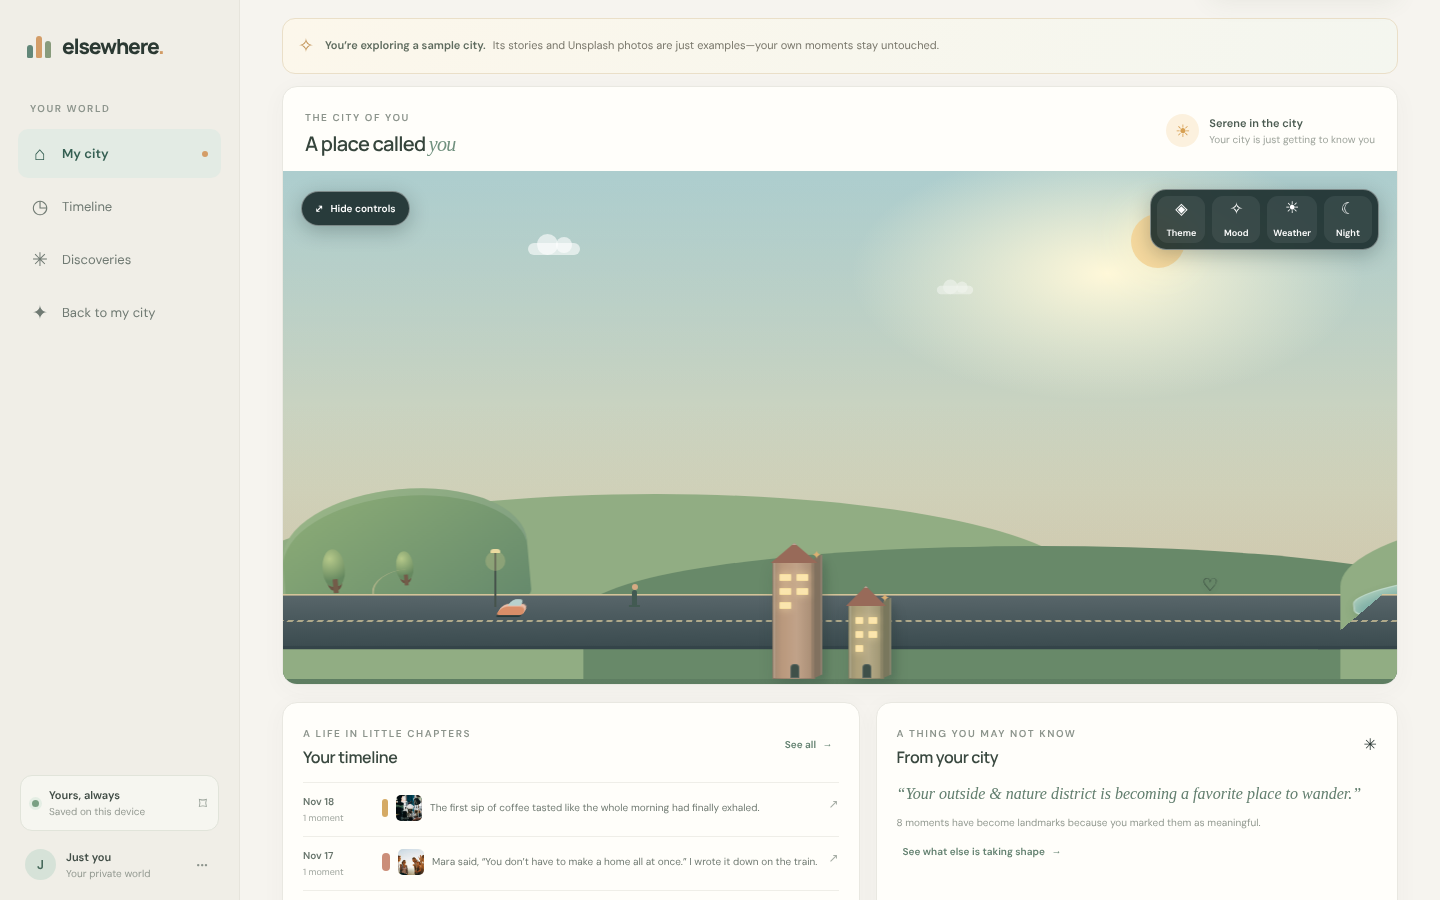 elsewhere.
YOUR WORLD
My city
Timeline
Discoveries
Back to my city
Yours, always
Saved on this device
J
Just you
Your private world
You're exploring a sample city. Its stories and Unsplash photos are just examples—your own moments stay untouched.
THE CITY OF YOU
A place called you
Serene in the city
Your city is just getting to know you
Hide controls
Theme
Mood
Weather
Night
A LIFE IN LITTLE CHAPTERS
Your timeline
See all →
Nov 18
1 moment
The first sip of coffee tasted like the whole morning had finally exhaled.
Nov 17
1 moment
Mara said, “You don’t have to make a home all at once.” I wrote it down on the train.
A THING YOU MAY NOT KNOW
From your city
“Your outside & nature district is becoming a favorite place to wander.”
8 moments have become landmarks because you marked them as meaningful.
See what else is taking shape →